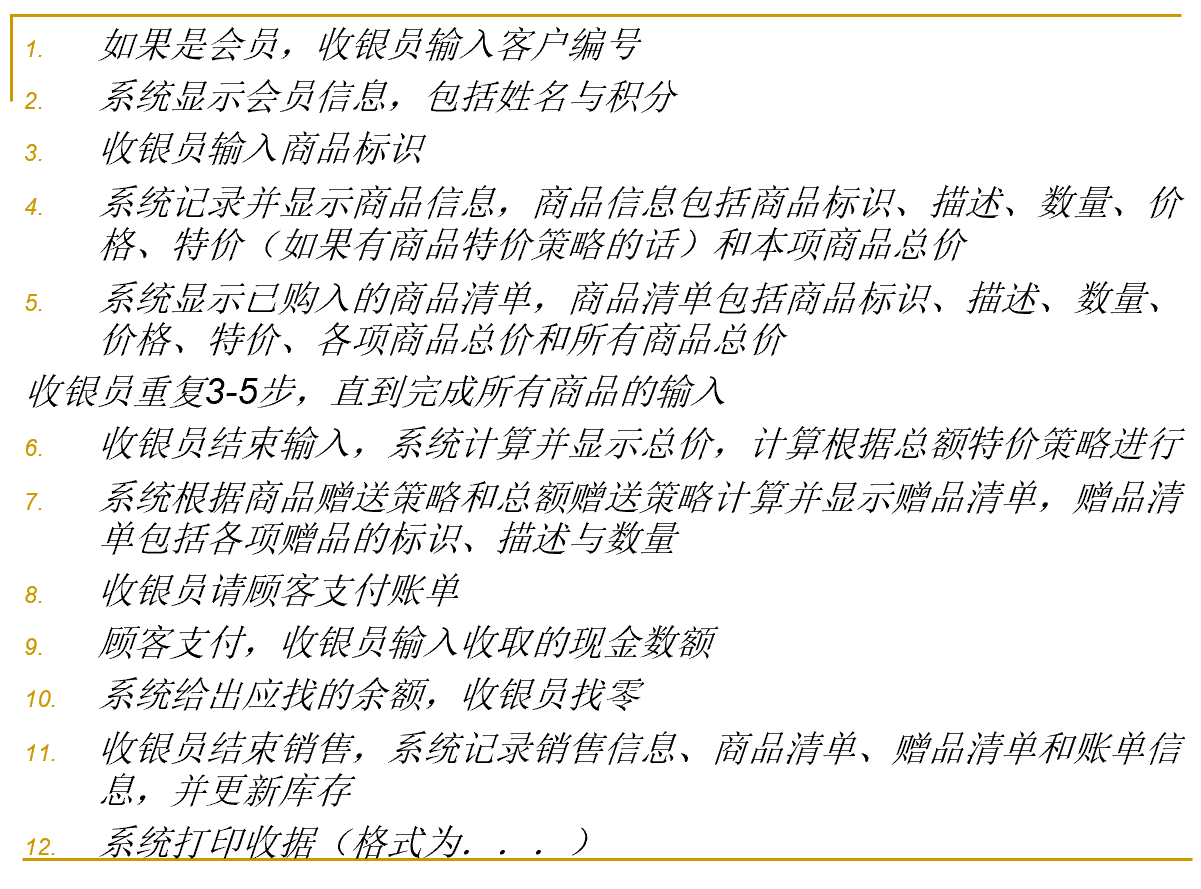 1. 如果是会员，收银员输入客户编号
2. 系统显示会员信息，包括姓名与积分
3. 收银员输入商品标识
4. 系统记录并显示商品信息，商品信息包括商品标识、描述、数量、价
格、特价（如果有商品特价策略的话）和本项商品总价
5. 系统显示已购入的商品清单，商品清单包括商品标识、描述、数量、
价格、特价、各项商品总价和所有商品总价
收银员重复3-5步，直到完成所有商品的输入
6. 收银员结束输入，系统计算并显示总价，计算根据总额特价策略进行
7. 系统根据商品赠送策略和总额赠送策略计算并显示赠品清单，赠品清
单包括各项赠品的标识、描述与数量
8. 收银员请顾客支付账单
9. 顾客支付，收银员输入收取的现金数额
10. 系统给出应找的余额，收银员找零
11. 收银员结束销售，系统记录销售信息、商品清单、赠品清单和账单信
息，并更新库存
12. 系统打印收据（格式为．．．）